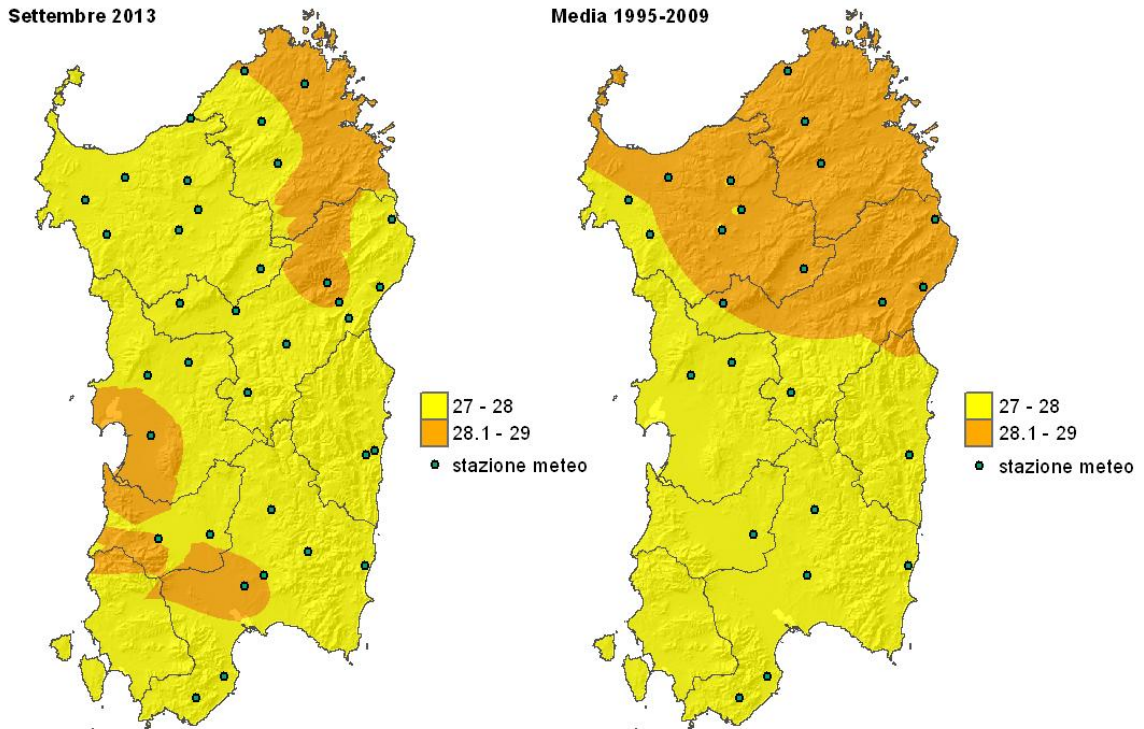 Settembre 2013
Media 1995-2009
27 - 28
28.1 - 29
stazione meteo
27 - 28
28.1 - 29
stazione meteo